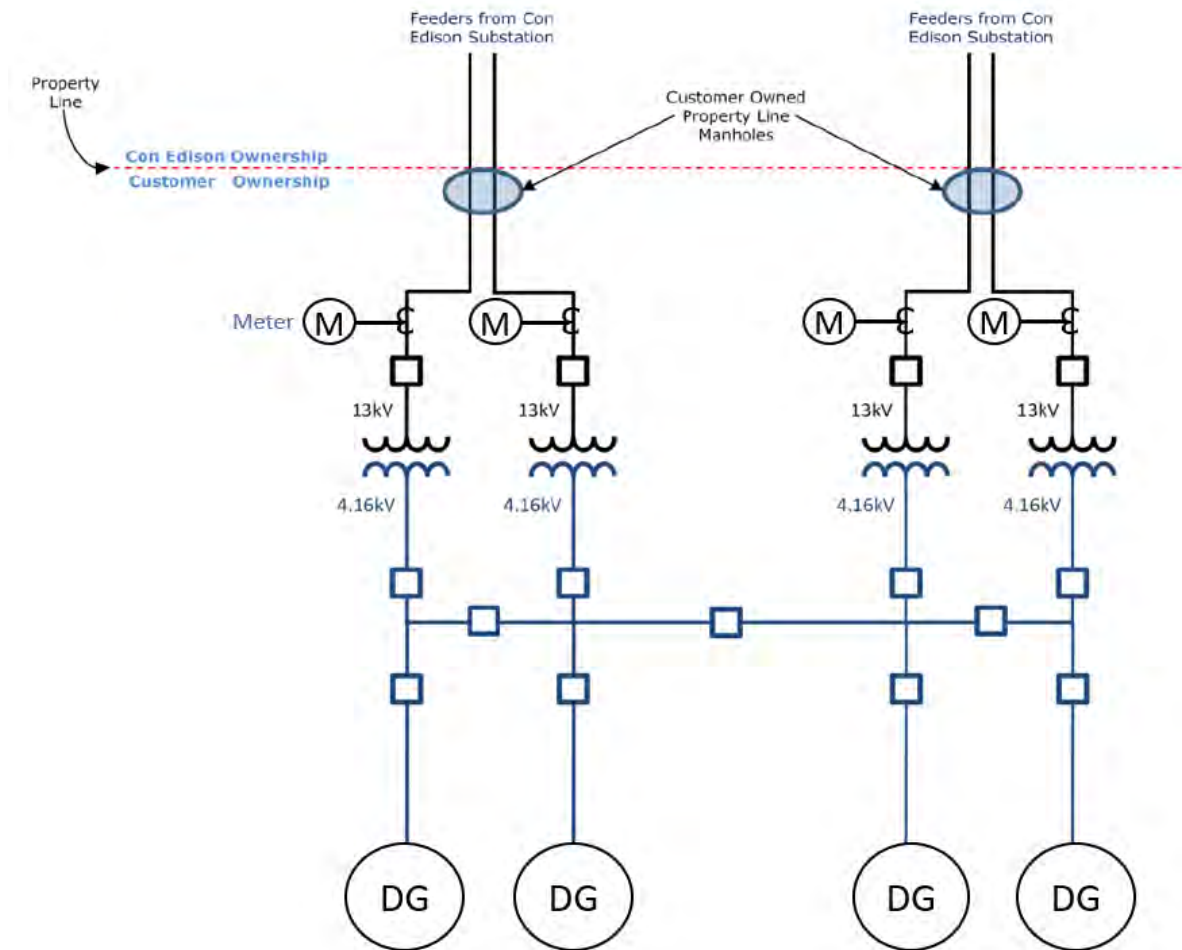 Feeders from Con
Edison Substation
Feeders from Con
Edison Substation
Property
Line
Customer Owned
Property Line
Manholes
Con Edison Ownership
Customer Ownership
Meter
M
M
M
M
13kV
13kV
13kV
13kV
4.16kV
4.16kV
4.16kV
4.16kV
DG
DG
DG
DG